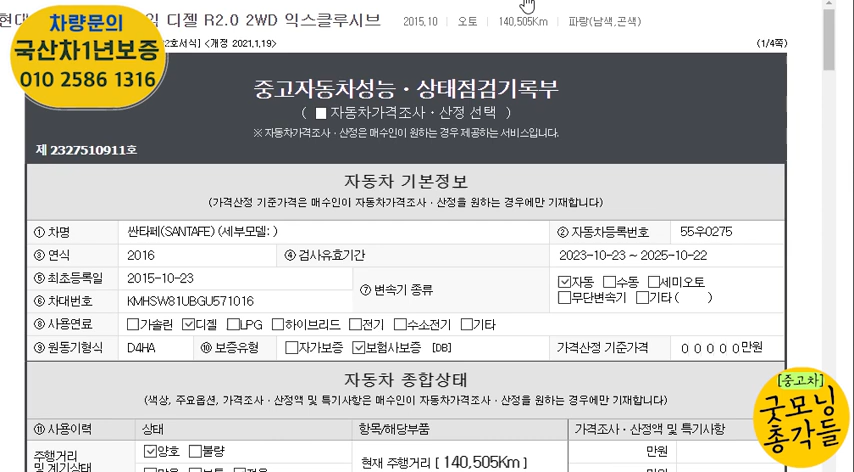 현대 디젤 R2.0 2WD 익스클루시브 2015.10 오토 140,505Km 파랑(남색,곤색)
차량문의
국산차1년보증
010 2586 1316
2호서식] <개정 2021.1.19> (1/4쪽)
중고자동차성능·상태점검기록부
( ■ 자동차가격조사·산정 선택 )
※ 자동차가격조사·산정은 매수인이 원하는 경우 제공하는 서비스입니다.
제 2327510911호
자동차 기본정보
(가격산정 기준가격은 매수인이 자동차가격조사·산정을 원하는 경우에만 기재합니다)
① 차명 싼타페(SANTAFE) (세부모델: ) ② 자동차등록번호 55우0275
③ 연식 2016 ④ 검사유효기간 2023-10-23 ~ 2025-10-22
⑤ 최초등록일 2015-10-23 ⑦ 변속기 종류 ☑자동 □수동 □세미오토
⑥ 차대번호 KMHSW81UBGU571016 □무단변속기 □기타 ( )
⑧ 사용연료 □가솔린 ☑디젤 □LPG □하이브리드 □전기 □수소전기 □기타
⑨ 원동기형식 D4HA ⑩ 보증유형 □자가보증 ☑보험사보증 [DB] 가격산정 기준가격 0 0 0 0 0 만원
자동차 종합상태
(색상, 주요옵션, 가격조사·산정액 및 특기사항은 매수인이 자동차가격조사·산정을 원하는 경우에만 기재합니다)
⑪ 사용이력 상태 항목/해당부품 가격조사·산정액 및 특기사항
주행거리 ☑양호 □불량 현재 주행거리 [ 140,505Km ] 만원
및 계기상태
[중고차]
굿모닝
총각들